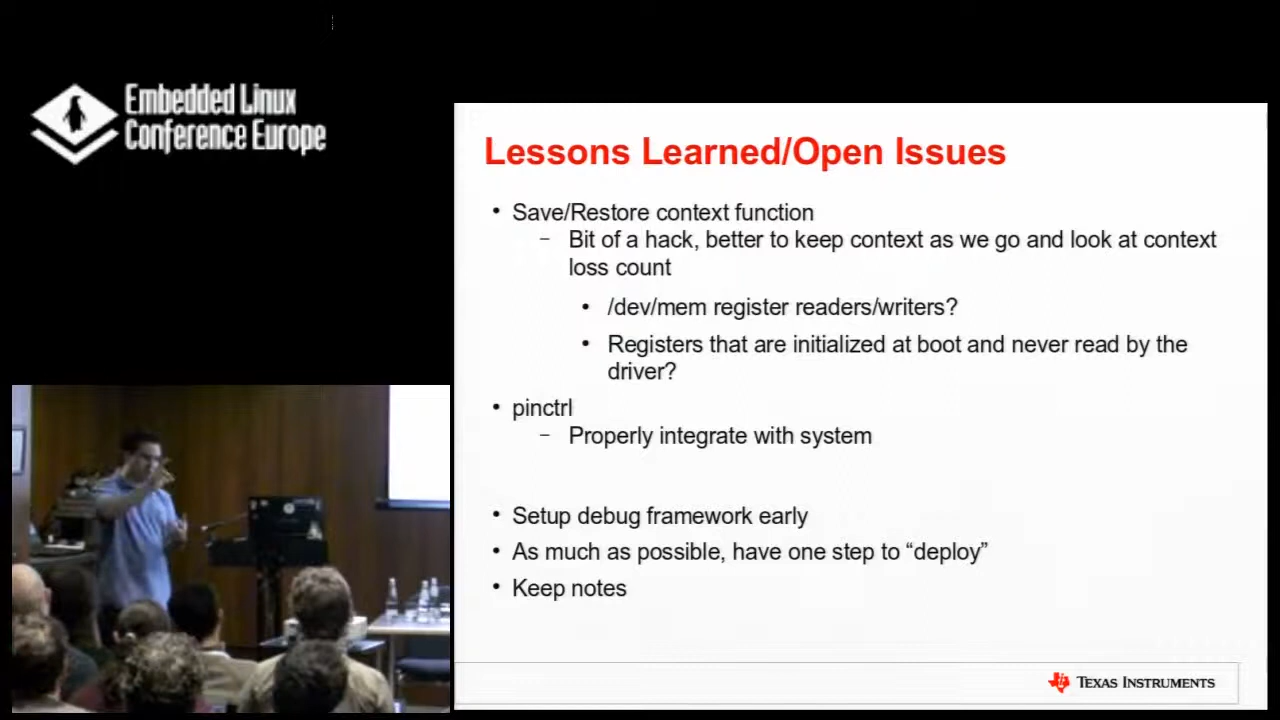 Embedded Linux
Conference Europe
Lessons Learned/Open Issues
• Save/Restore context function
– Bit of a hack, better to keep context as we go and look at context
loss count
• /dev/mem register readers/writers?
• Registers that are initialized at boot and never read by the
driver?
• pinctrl
– Properly integrate with system
• Setup debug framework early
• As much as possible, have one step to “deploy”
• Keep notes
TEXAS INSTRUMENTS